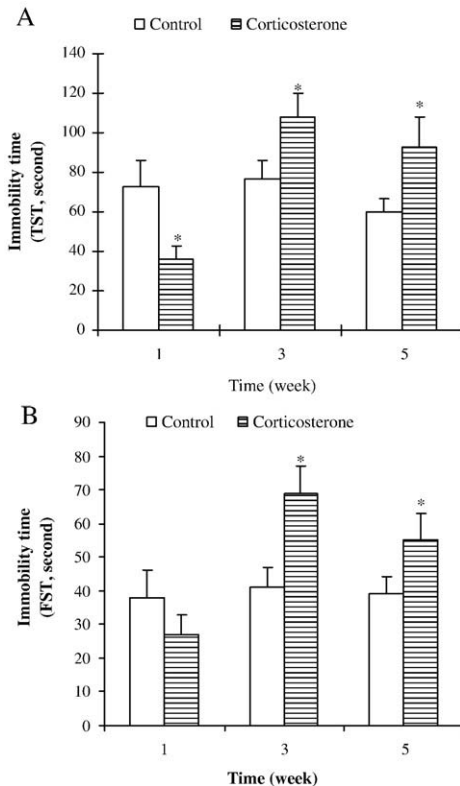 A
Control Corticosterone
Immobility time
(TST, second)
140
120
100
80
60
40
20
0
*
*
*
1 3 5
Time (week)
B
Control Corticosterone
Immobility time
(FST, second)
90
80
70
60
50
40
30
20
10
0
*
*
1 3 5
Time (week)